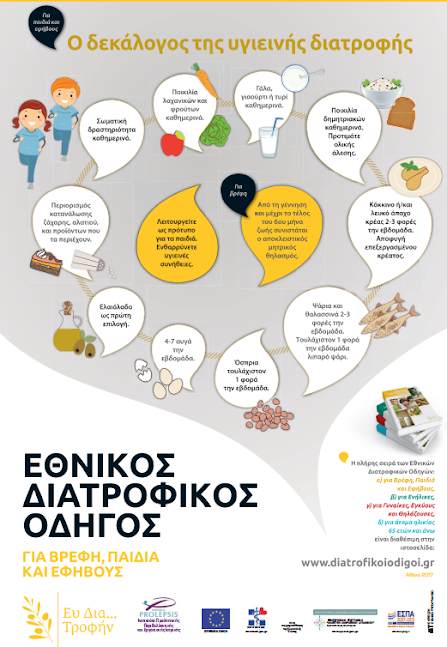 Για
παιδιά και
εφήβους
Ο δεκάλογος της υγιεινής διατροφής
Ποικιλία
λαχανικών και
φρούτων
καθημερινά.
Γάλα,
γιαούρτι ή τυρί
καθημερινά.
Σωματική
δραστηριότητα
καθημερινά.
Ποικιλία
δημητριακών
καθημερινά.
Προτιμάτε
ολικής
άλεσης.
Περιορισμός
κατανάλωσης
ζάχαρης, αλατιού,
και προϊόντων που
τα περιέχουν.
Λειτουργείτε
ως πρότυπο
για τα παιδιά.
Ενθαρρύνετε
υγιεινές
συνήθειες.
Για
βρέφη
Από τη γέννηση
και μέχρι το τέλος
του 6ου μήνα
ζωής συνιστάται
ο αποκλειστικός
μητρικός
θηλασμός.
Κόκκινο ή/και
λευκό άπαχο
κρέας 2-3 φορές
την εβδομάδα.
Αποφυγή
επεξεργασμένου
κρέατος.
Ελαιόλαδο
ως πρώτη
επιλογή.
4-7 αυγά
την
εβδομάδα.
Όσπρια
τουλάχιστον
1 φορά
την εβδομάδα.
Ψάρια και
θαλασσινά 2-3
φορές την
εβδομάδα.
Τουλάχιστον 1
φορά την
εβδομάδα
λιπαρό ψάρι.
ΕΘΝΙΚΟΣ
ΔΙΑΤΡΟΦΙΚΟΣ
ΟΔΗΓΟΣ
ΓΙΑ ΒΡΕΦΗ, ΠΑΙΔΙΑ
ΚΑΙ ΕΦΗΒΟΥΣ
Η πλήρης σειρά των Εθνικών
Διατροφικών Οδηγών:
α) για Βρέφη, Παιδιά
και Εφήβους,
β) για Ενήλικες,
γ) για Γυναίκες, Εγκύους
και Θηλάζουσες,
δ) για άτομα ηλικίας
65 ετών και άνω
είναι διαθέσιμη στην
ιστοσελίδα:
www.diatrofikoiodigoi.gr
Ευ Δια...
Τροφήν
PROLEPSIS
ΕΣΠΑ